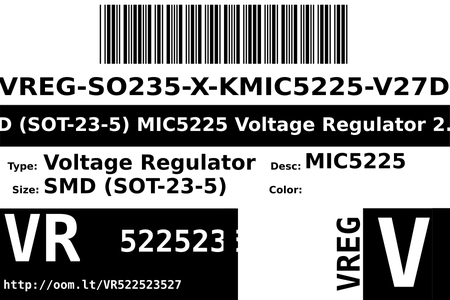 VREG-SO235-X-KMIC5225-V27D
D (SOT-23-5) MIC5225 Voltage Regulator 2.
Type: Voltage Regulator Desc: MIC5225
Size: SMD (SOT-23-5) Color:
VR 522523 VREG V
http://oom.lt/VR522523527